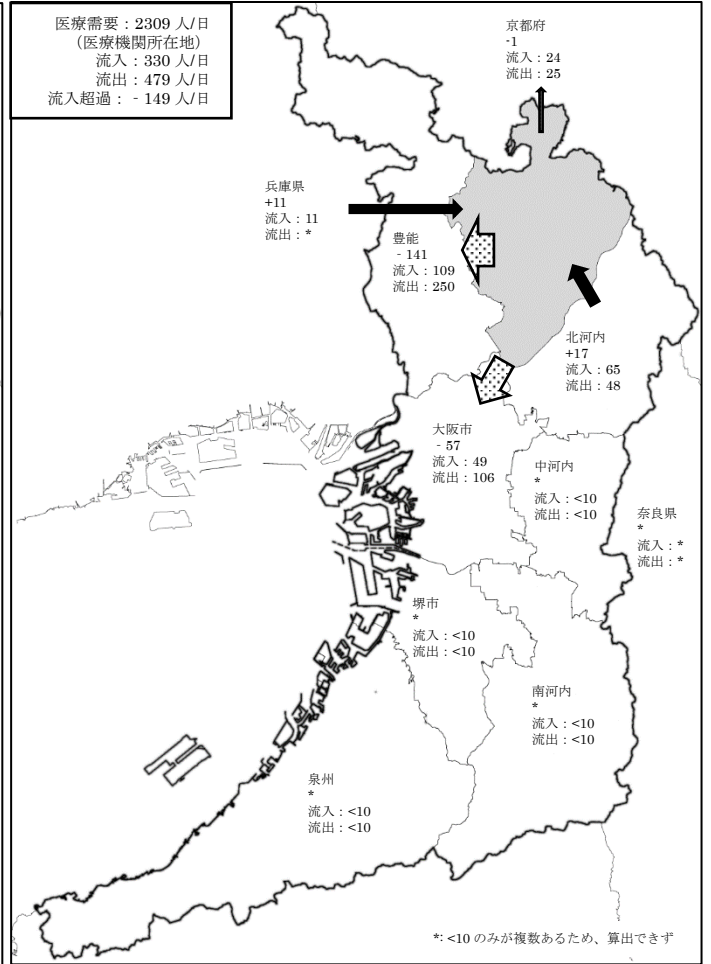 医療需要：2309 人/日
（医療機関所在地）
流入：330 人/日
流出：479 人/日
流入超過：‐149 人/日
京都府
‐1
流入：24
流出：25
兵庫県
+11
流入：11
流出：*
豊能
‐141
流入：109
流出：250
北河内
+17
流入：65
流出：48
大阪市
‐57
流入：49
流出：106
中河内
*
流入：<10
流出：<10
奈良県
*
流入：*
流出：*
堺市
*
流入：<10
流出：<10
南河内
*
流入：<10
流出：<10
泉州
*
流入：<10
流出：<10
*: <10 のみが複数あるため、算出できず